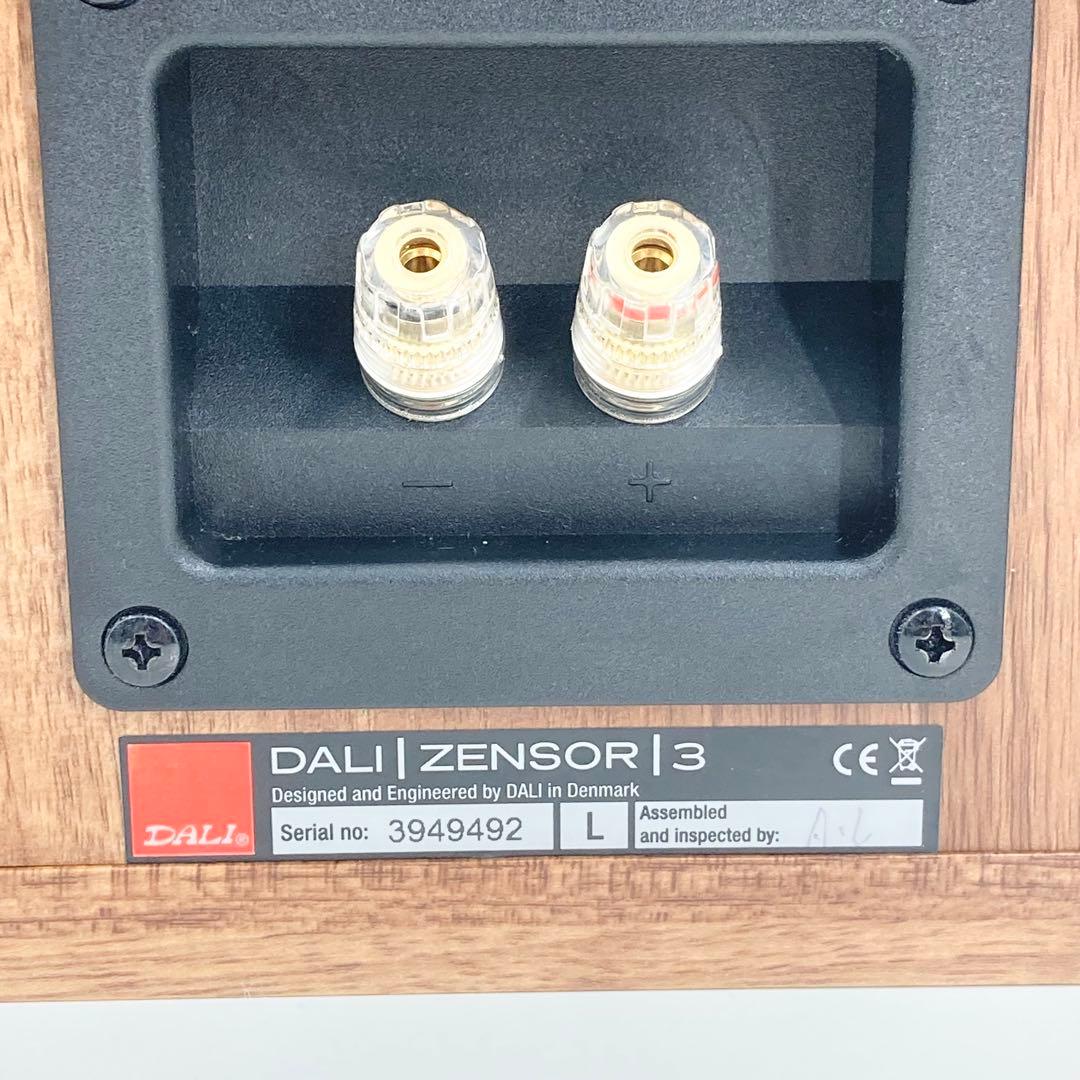 − +
DALI | ZENSOR | 3
CE
Designed and Engineered by DALI in Denmark
DALI®
Serial no: 3949492
L
Assembled
and inspected by: